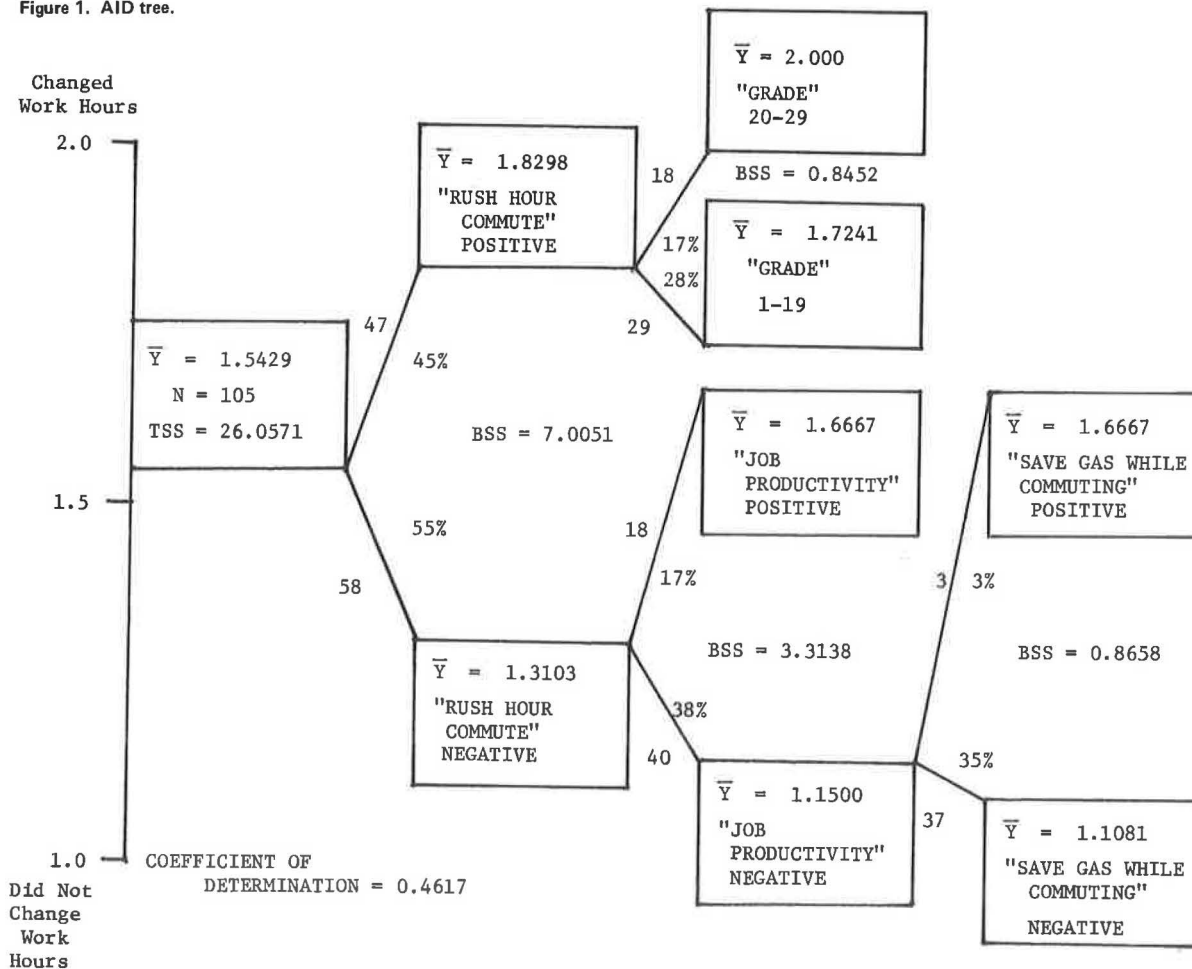 Figure 1. AID tree.
Changed
Work Hours
2.0
1.5
1.0
Did Not
Change
Work
Hours
Y̅ = 1.5429
N = 105
TSS = 26.0571
47
45%
BSS = 7.0051
55%
58
Y̅ = 1.8298
"RUSH HOUR
COMMUTE"
POSITIVE
Y̅ = 1.3103
"RUSH HOUR
COMMUTE"
NEGATIVE
18
17%
28%
29
Y̅ = 2.000
"GRADE"
20-29
BSS = 0.8452
Y̅ = 1.7241
"GRADE"
1-19
18
17%
BSS = 3.3138
38%
40
Y̅ = 1.6667
"JOB
PRODUCTIVITY"
POSITIVE
Y̅ = 1.1500
"JOB
PRODUCTIVITY"
NEGATIVE
3
3%
BSS = 0.8658
35%
37
Y̅ = 1.6667
"SAVE GAS WHILE
COMMUTING"
POSITIVE
Y̅ = 1.1081
"SAVE GAS WHILE
COMMUTING"
NEGATIVE
COEFFICIENT OF
DETERMINATION = 0.4617